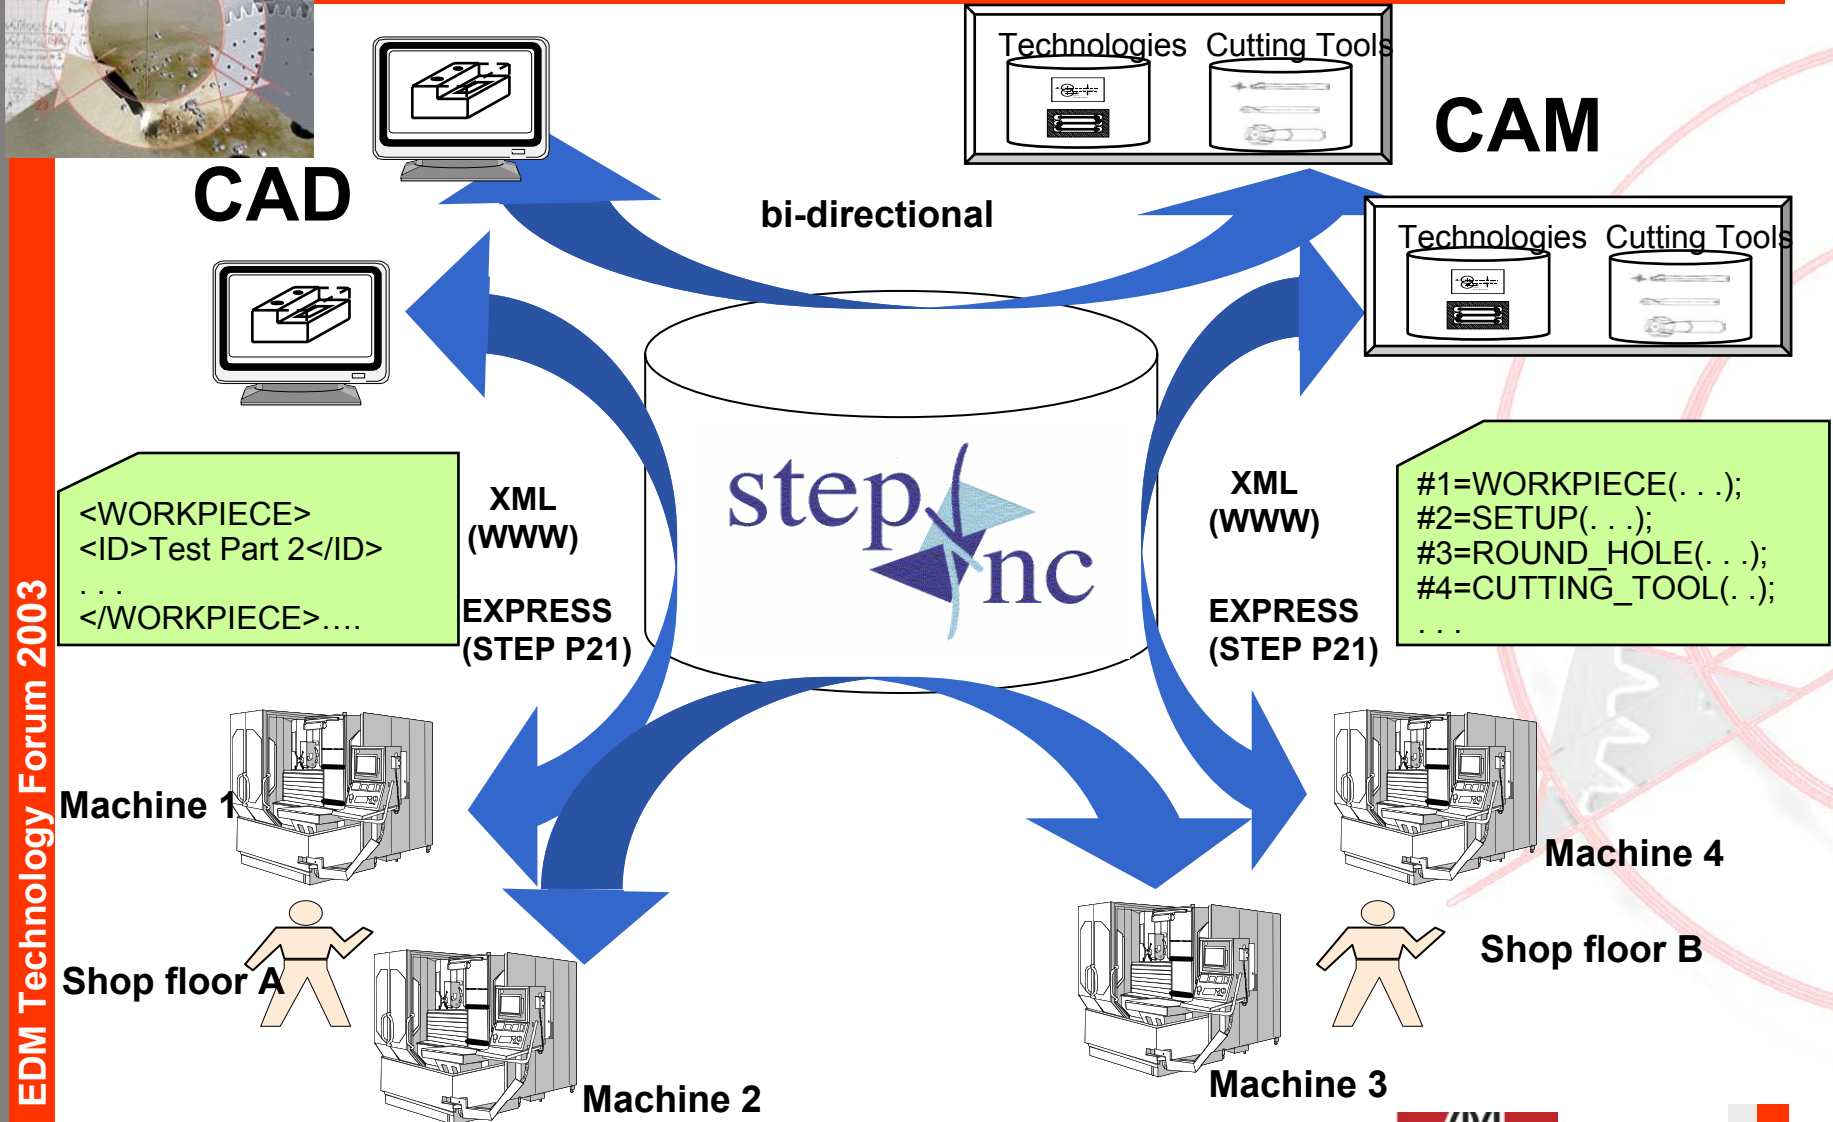 Technologies Cutting Tools
CAM
CAD
bi-directional
Technologies Cutting Tools
step
nc
XML
(WWW)
EXPRESS
(STEP P21)
XML
(WWW)
EXPRESS
(STEP P21)
<WORKPIECE>
<ID>Test Part 2</ID>
. . .
</WORKPIECE>....
#1=WORKPIECE(. . .);
#2=SETUP(. . .);
#3=ROUND_HOLE(. . .);
#4=CUTTING_TOOL(. .);
. . .
Machine 1
Shop floor A
Machine 2
Machine 3
Machine 4
Shop floor B
EDM Technology Forum 2003
23